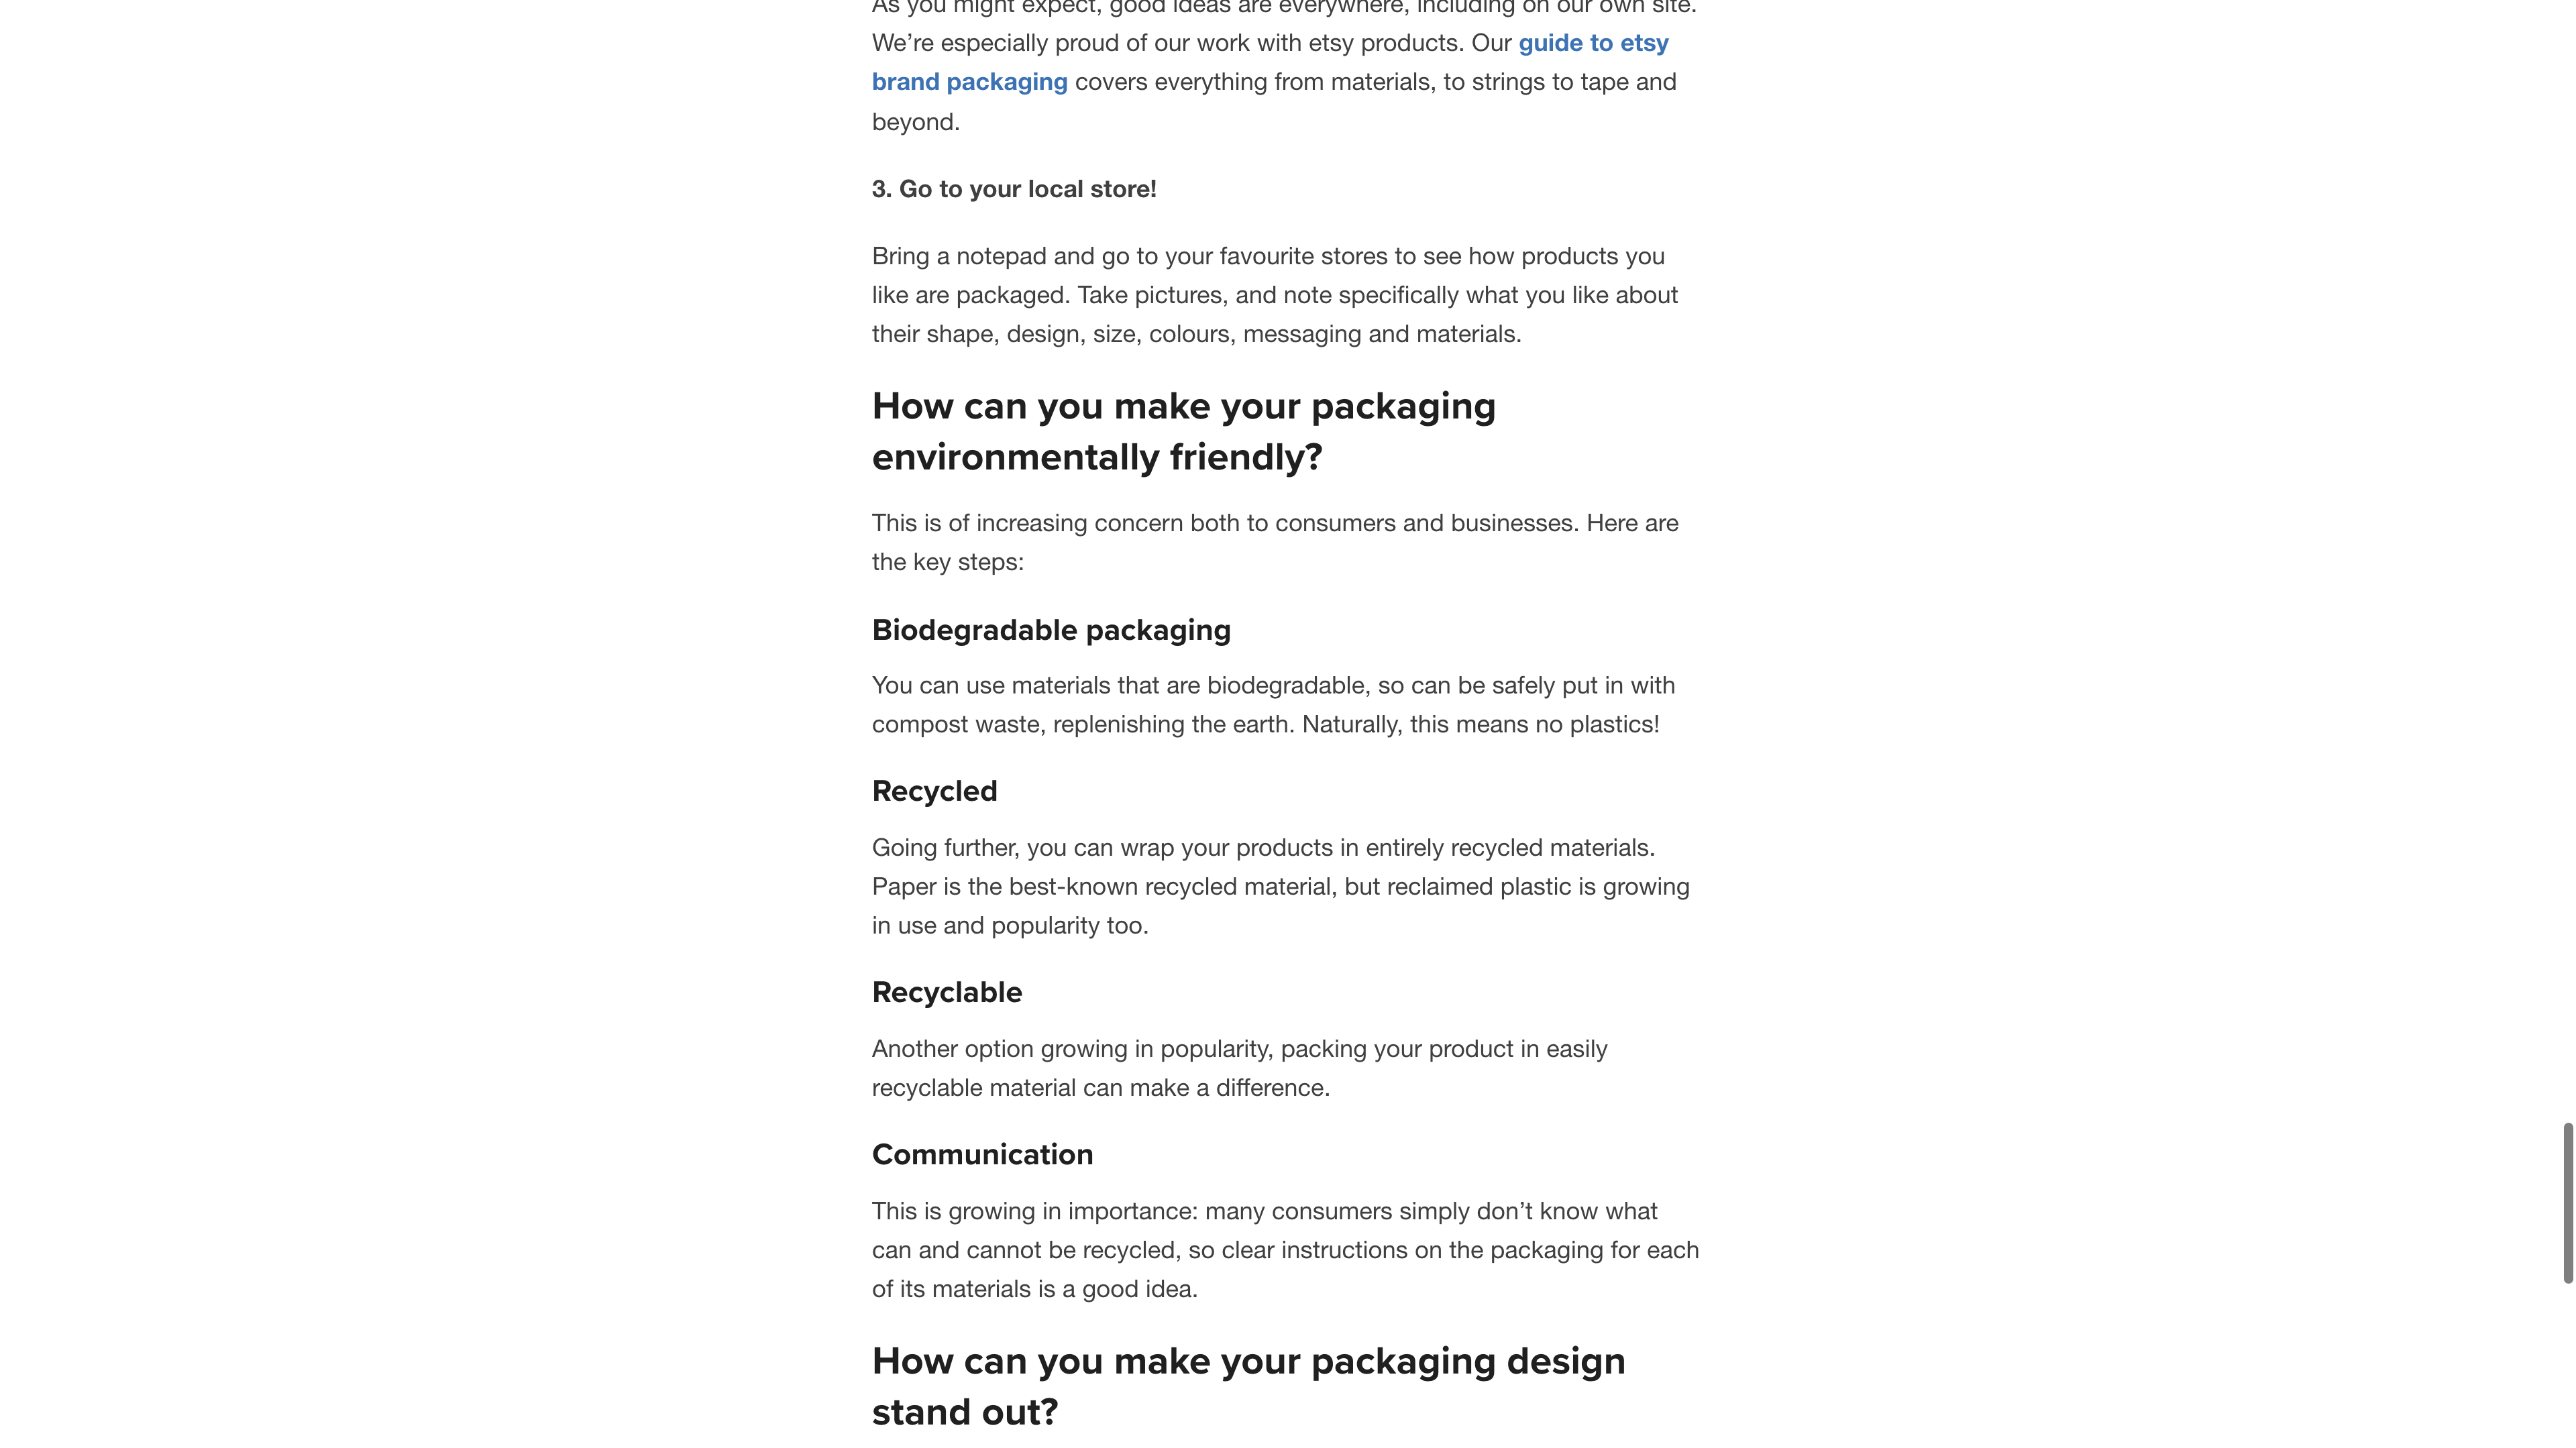 As you might expect, good ideas are everywhere, including on our own site.
We’re especially proud of our work with etsy products. Our guide to etsy
brand packaging covers everything from materials, to strings to tape and
beyond.
3. Go to your local store!
Bring a notepad and go to your favourite stores to see how products you
like are packaged. Take pictures, and note specifically what you like about
their shape, design, size, colours, messaging and materials.
How can you make your packaging
environmentally friendly?
This is of increasing concern both to consumers and businesses. Here are
the key steps:
Biodegradable packaging
You can use materials that are biodegradable, so can be safely put in with
compost waste, replenishing the earth. Naturally, this means no plastics!
Recycled
Going further, you can wrap your products in entirely recycled materials.
Paper is the best-known recycled material, but reclaimed plastic is growing
in use and popularity too.
Recyclable
Another option growing in popularity, packing your product in easily
recyclable material can make a difference.
Communication
This is growing in importance: many consumers simply don’t know what
can and cannot be recycled, so clear instructions on the packaging for each
of its materials is a good idea.
How can you make your packaging design
stand out?